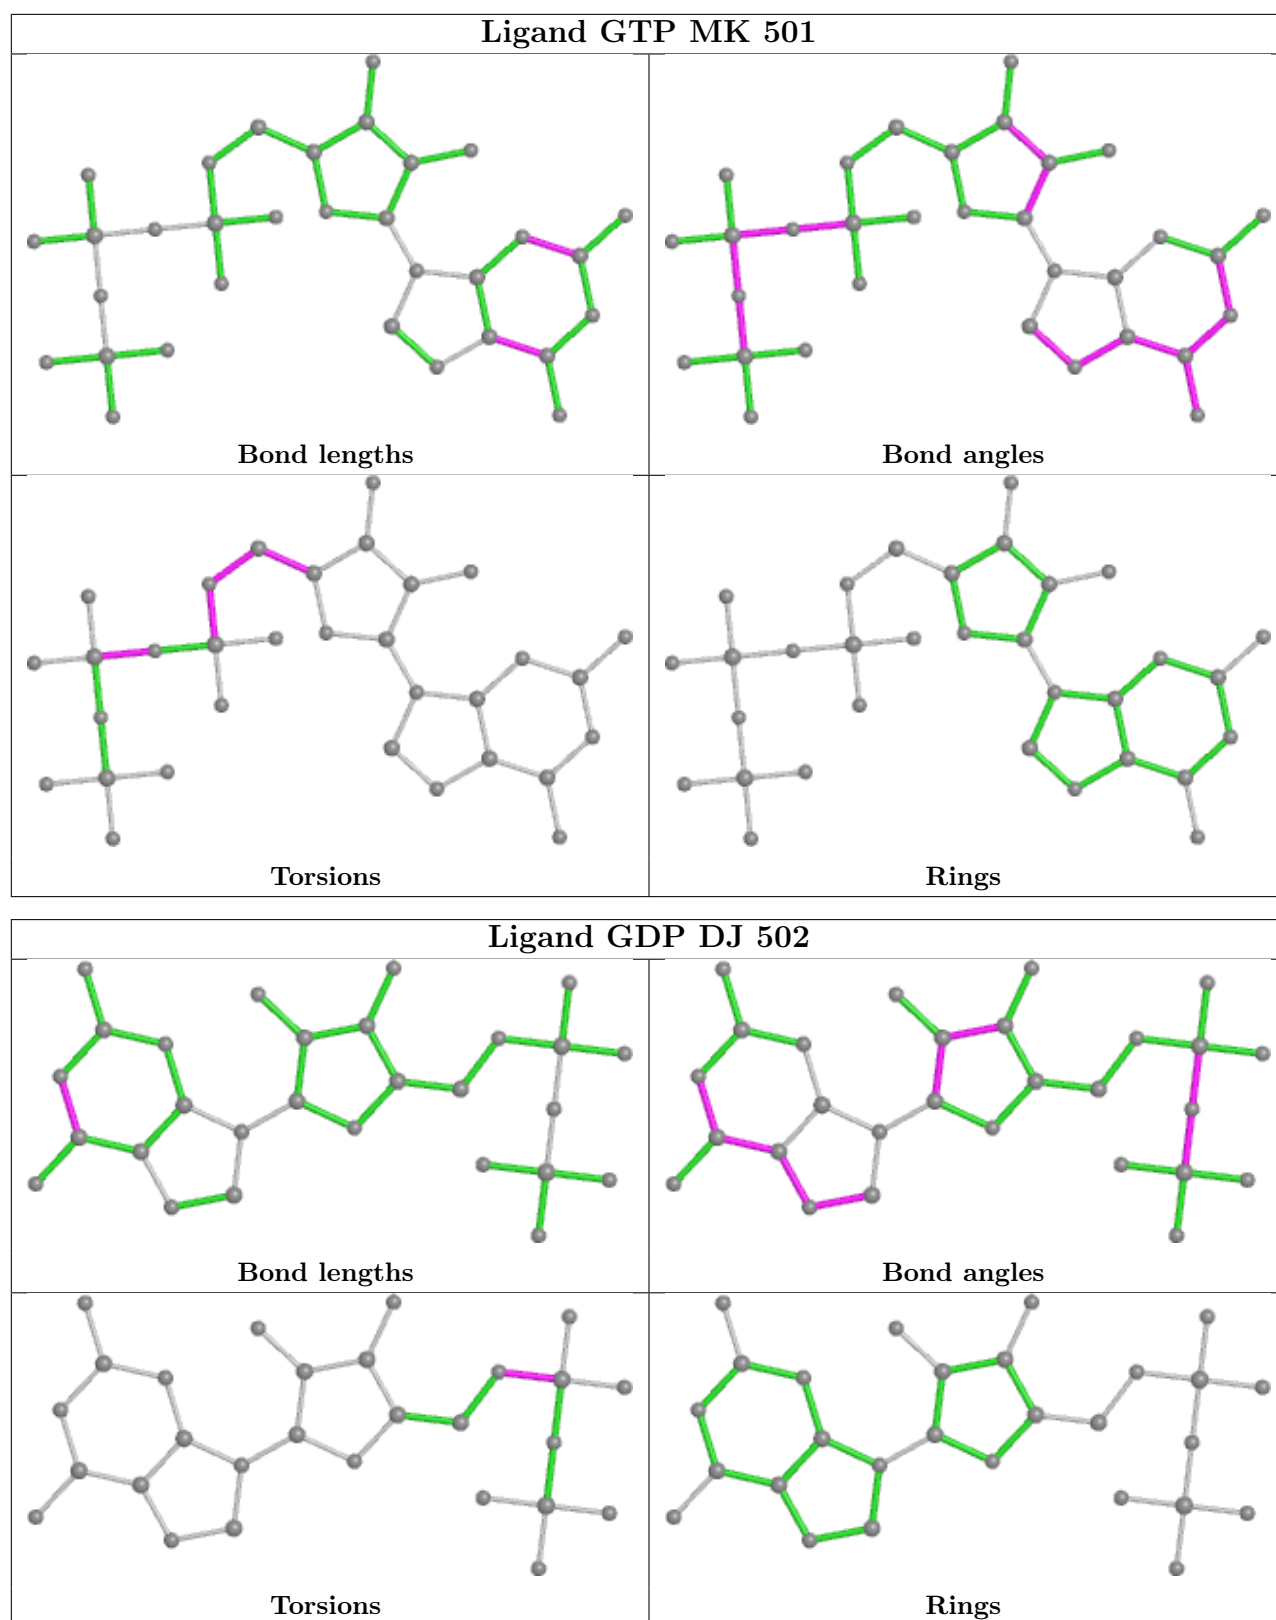 Ligand GTP MK 501
Bond lengths
Bond angles
Torsions
Rings
Ligand GDP DJ 502
Bond lengths
Bond angles
Torsions
Rings